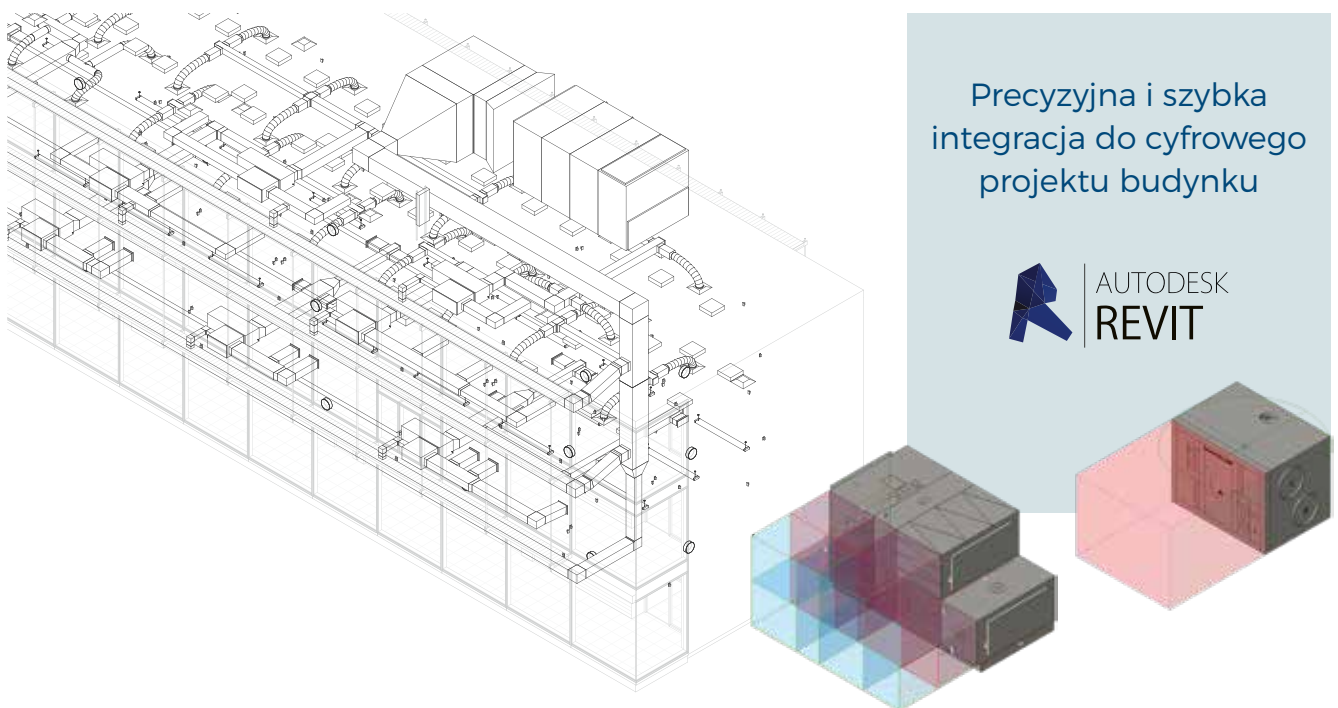 Precyzyjna i szybka
integracja do cyfrowego
projektu budynku
AUTODESK
REVIT